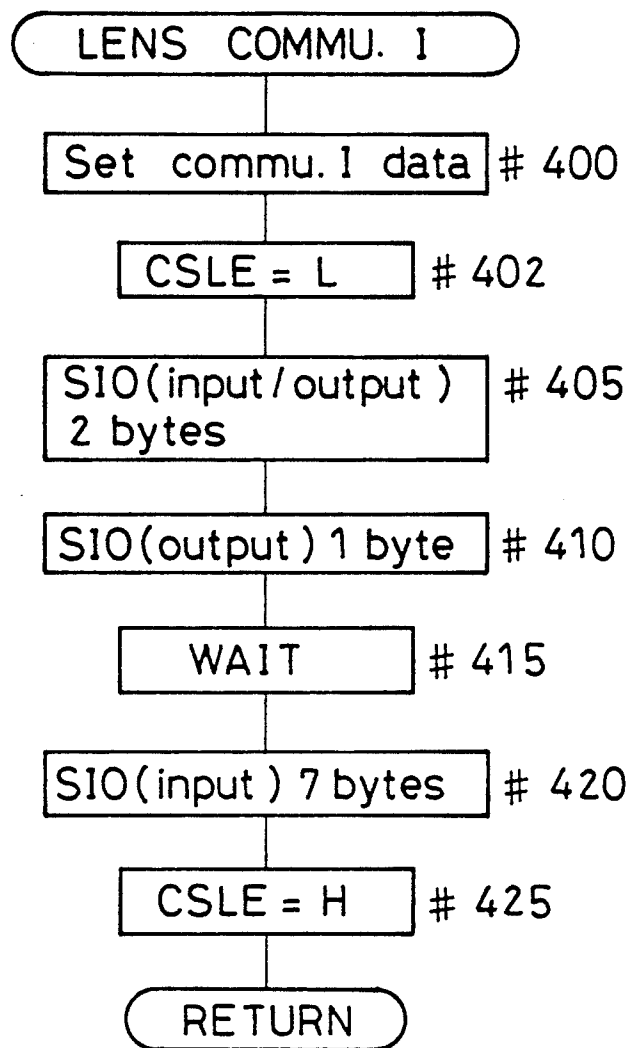 LENS COMMU. I
Set commu. I data # 400
CSLE = L # 402
SIO(input/output) # 405
2 bytes
SIO(output) 1 byte # 410
WAIT # 415
SIO(input) 7 bytes # 420
CSLE = H # 425
RETURN